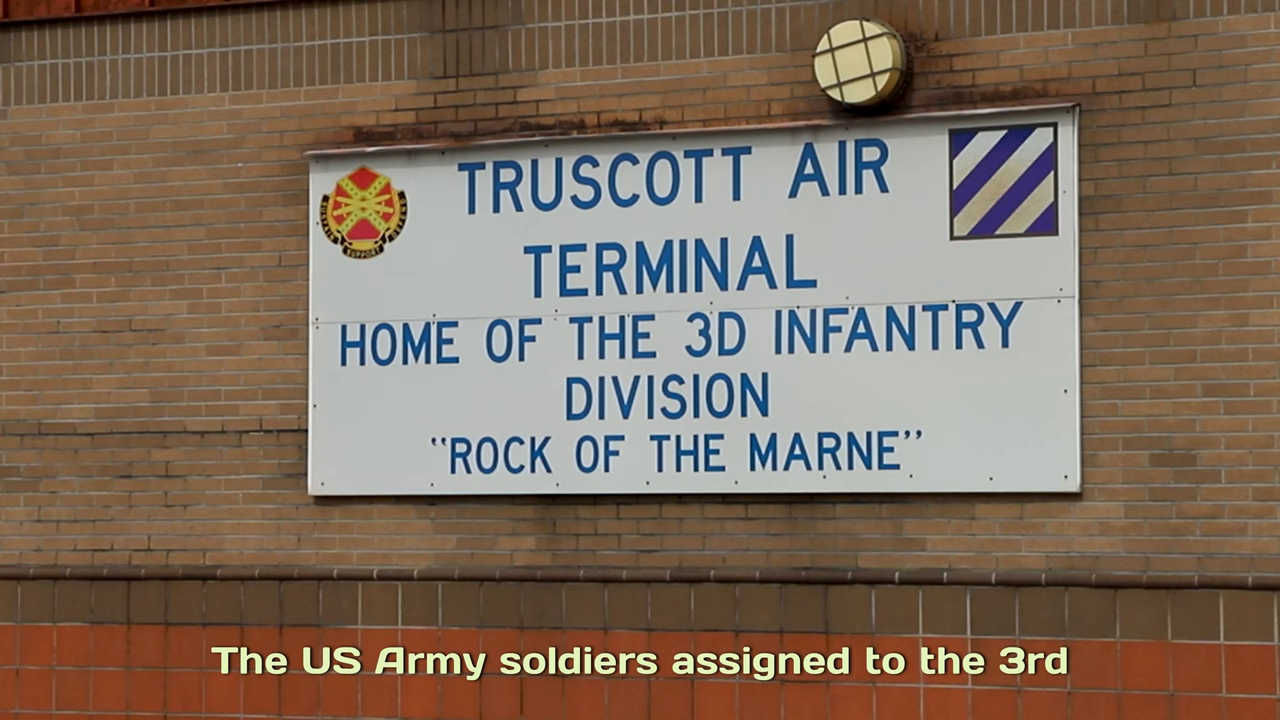 TRUSCOTT AIR
TERMINAL
HOME OF THE 3D INFANTRY
DIVISION
"ROCK OF THE MARNE"
SUPPORT
The US Army soldiers assigned to the 3rd